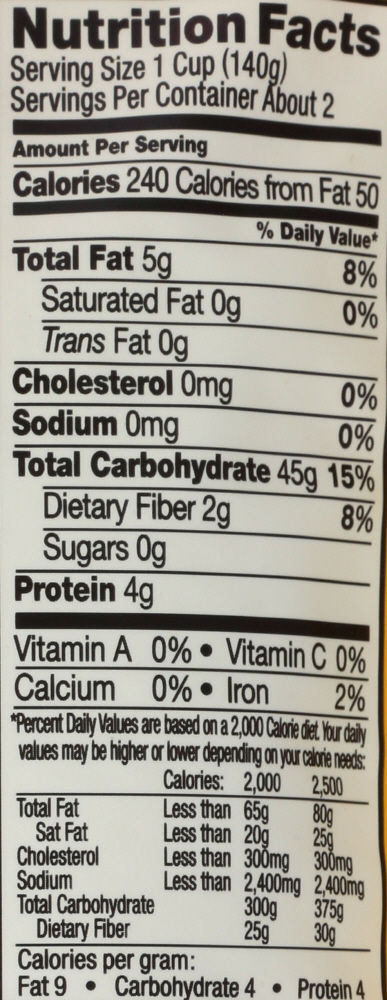 Nutrition Facts
Serving Size 1 Cup (140g)
Servings Per Container About 2
Amount Per Serving
Calories 240 Calories from Fat 50
% Daily Value*
Total Fat 5g 8%
Saturated Fat 0g 0%
Trans Fat 0g
Cholesterol 0mg 0%
Sodium 0mg 0%
Total Carbohydrate 45g 15%
Dietary Fiber 2g 8%
Sugars 0g
Protein 4g
Vitamin A 0% • Vitamin C 0%
Calcium 0% • Iron 2%
*Percent Daily Values are based on a 2,000 Calorie diet. Your daily
values may be higher or lower depending on your calorie needs:
Calories: 2,000 2,500
Total Fat Less than 65g 80g
Sat Fat Less than 20g 25g
Cholesterol Less than 300mg 300mg
Sodium Less than 2,400mg 2,400mg
Total Carbohydrate 300g 375g
Dietary Fiber 25g 30g
Calories per gram:
Fat 9 • Carbohydrate 4 • Protein 4